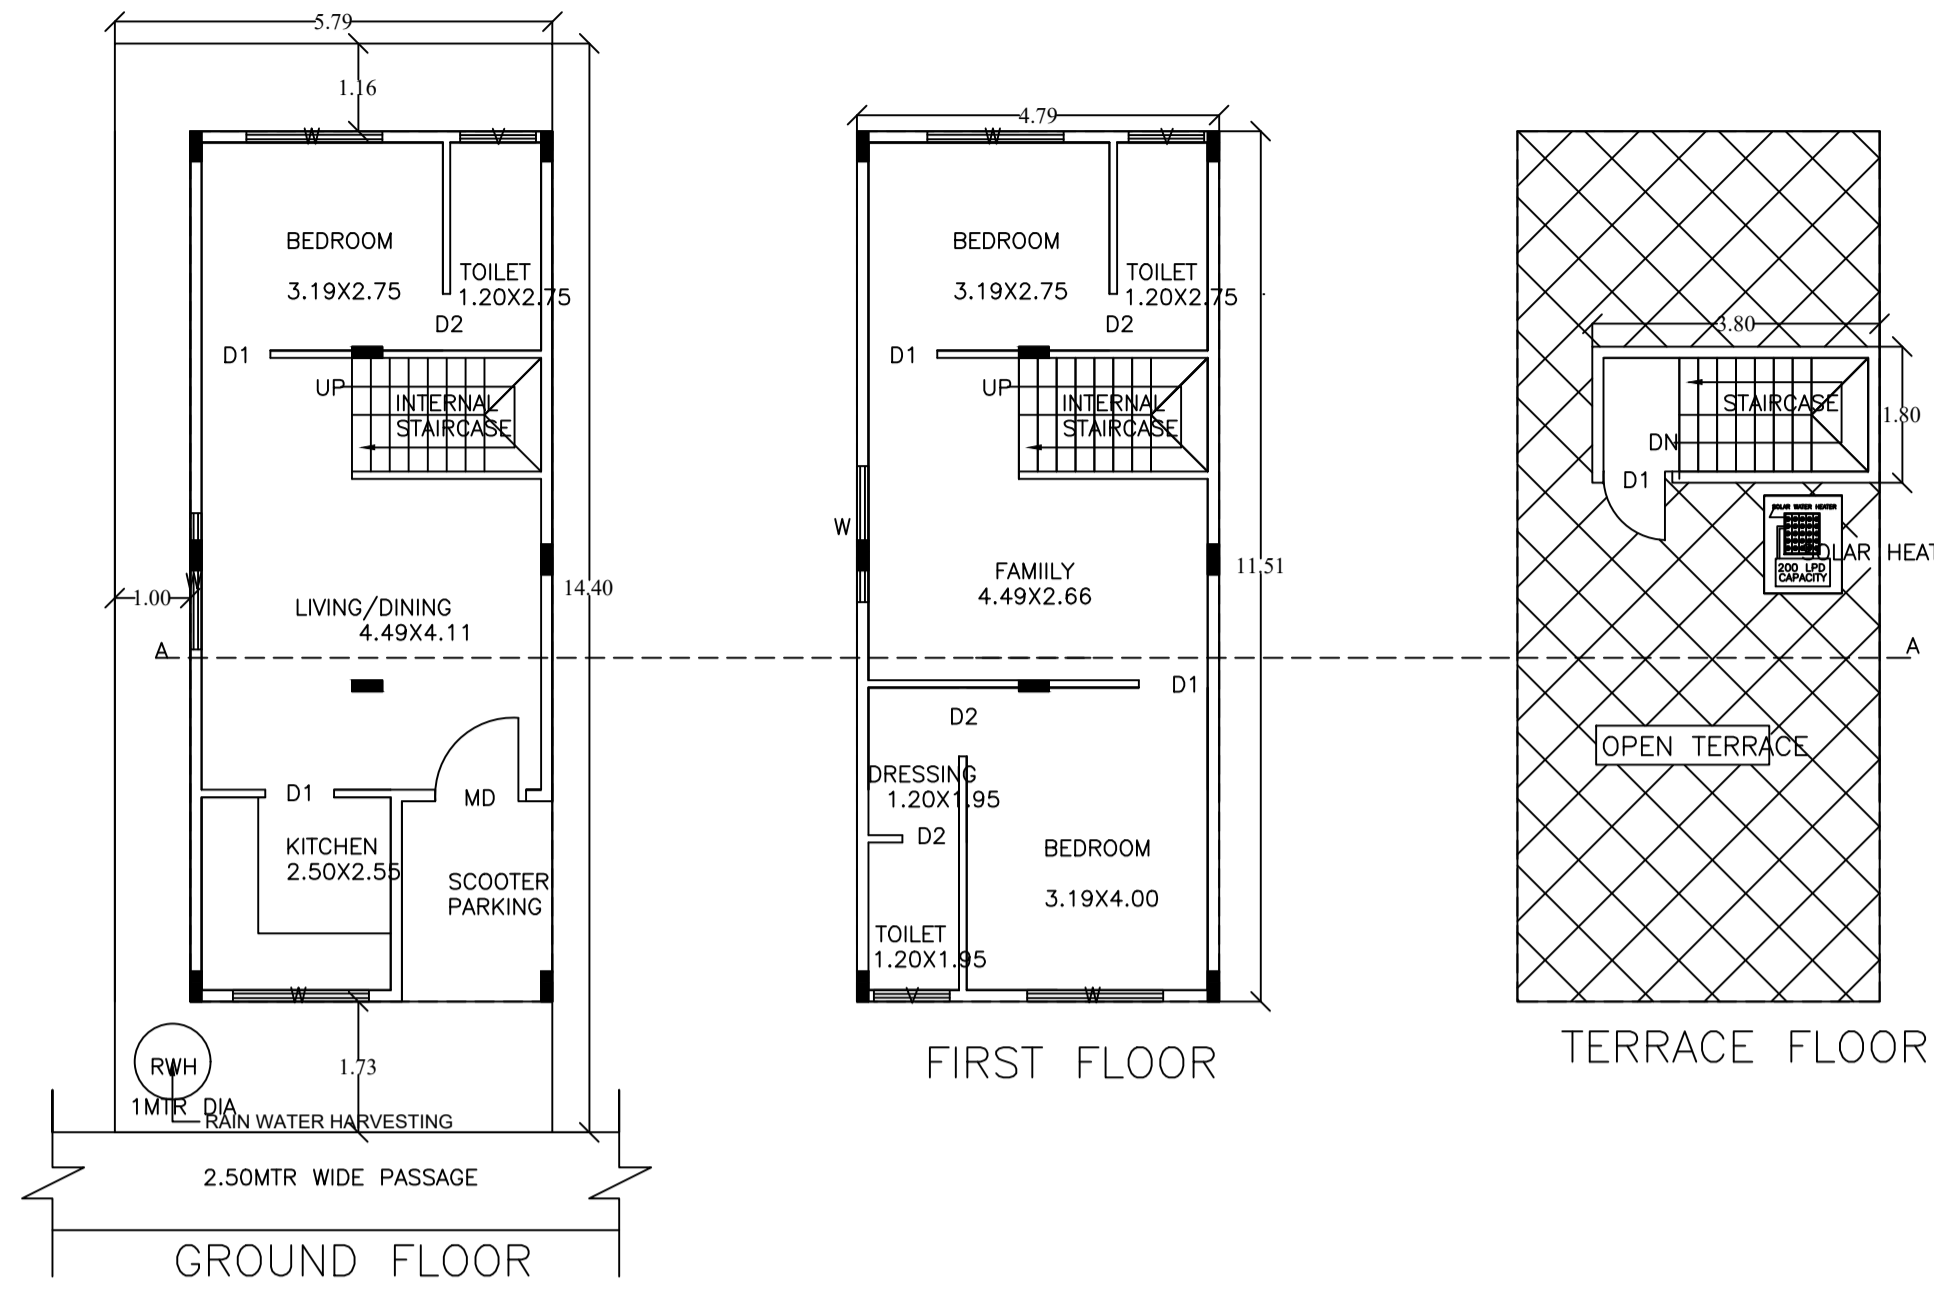 5.79
1.16
W
V
BEDROOM
3.19X2.75
TOILET
1.20X2.75
D2
D1
UP
INTERNAL
STAIRCASE
14.40
1.00
W
LIVING/DINING
4.49X4.11
A
D1
MD
KITCHEN
2.50X2.55
SCOOTER
PARKING
W
RWH
1MTR DIA
RAIN WATER HARVESTING
1.73
2.50MTR WIDE PASSAGE
GROUND FLOOR
4.79
W
V
BEDROOM
3.19X2.75
TOILET
1.20X2.75
D2
D1
UP
INTERNAL
STAIRCASE
W
11.51
FAMIILY
4.49X2.66
D1
D2
DRESSING
1.20X1.95
D2
BEDROOM
3.19X4.00
TOILET
1.20X1.95
V
W
FIRST FLOOR
3.80
STAIRCASE
1.80
DN
D1
SOLAR WATER HEATER
200 LPD
CAPACITY
SOLAR HEAT
A
OPEN TERRACE
TERRACE FLOOR